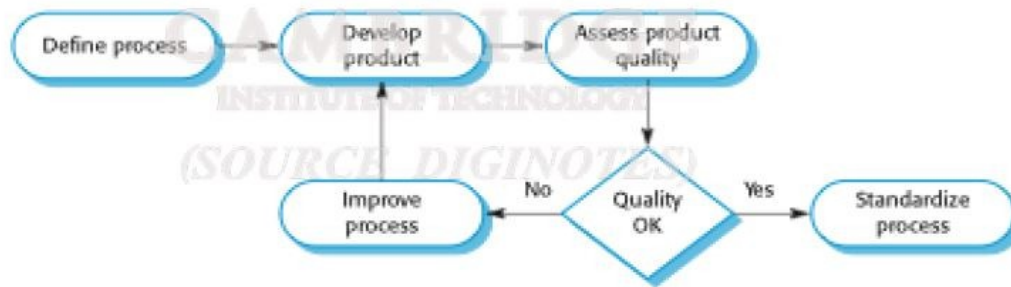 CAMBRIDGE
INSTITUTE OF TECHNOLOGY
(SOURCE DIGINOTES)
Define process
Develop
product
Assess product
quality
Improve
process
No
Quality
OK
Yes
Standardize
process